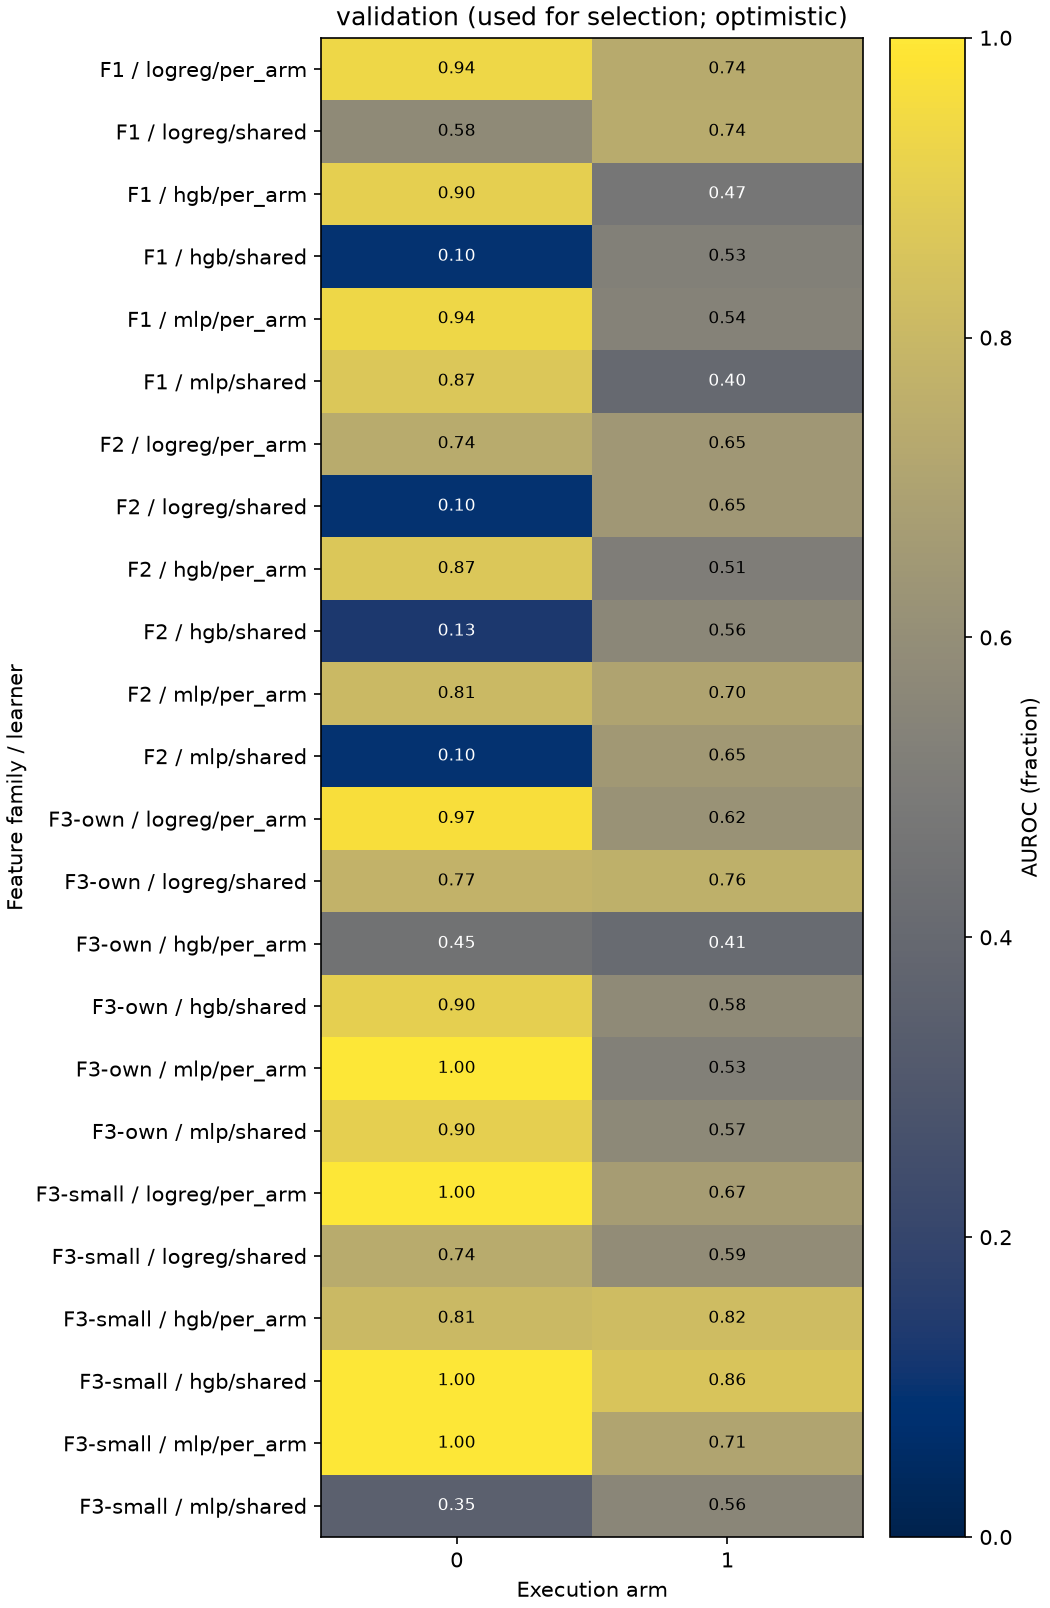 validation (used for selection; optimistic)
Feature family / learner
F1 / logreg/per_arm 0.94 0.74
F1 / logreg/shared 0.58 0.74
F1 / hgb/per_arm 0.90 0.47
F1 / hgb/shared 0.10 0.53
F1 / mlp/per_arm 0.94 0.54
F1 / mlp/shared 0.87 0.40
F2 / logreg/per_arm 0.74 0.65
F2 / logreg/shared 0.10 0.65
F2 / hgb/per_arm 0.87 0.51
F2 / hgb/shared 0.13 0.56
F2 / mlp/per_arm 0.81 0.70
F2 / mlp/shared 0.10 0.65
F3-own / logreg/per_arm 0.97 0.62
F3-own / logreg/shared 0.77 0.76
F3-own / hgb/per_arm 0.45 0.41
F3-own / hgb/shared 0.90 0.58
F3-own / mlp/per_arm 1.00 0.53
F3-own / mlp/shared 0.90 0.57
F3-small / logreg/per_arm 1.00 0.67
F3-small / logreg/shared 0.74 0.59
F3-small / hgb/per_arm 0.81 0.82
F3-small / hgb/shared 1.00 0.86
F3-small / mlp/per_arm 1.00 0.71
F3-small / mlp/shared 0.35 0.56
0 1
Execution arm
1.0
0.8
0.6
0.4
0.2
0.0
AUROC (fraction)